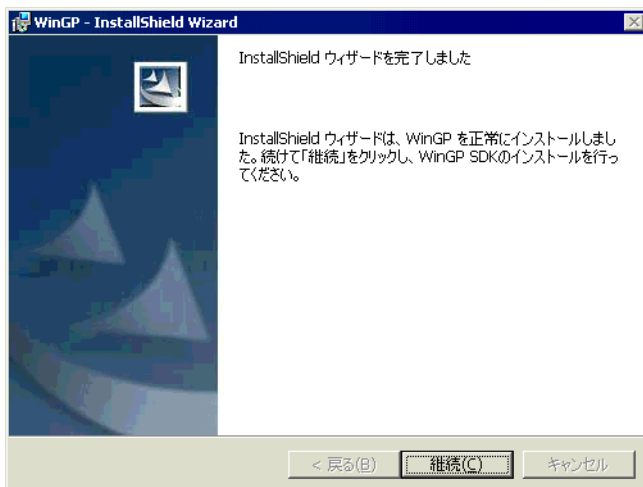 WinGP - InstallShield Wizard
InstallShield ウィザードを完了しました
InstallShield ウィザードは、WinGP を正常にインストールしまし
た。続けて「継続」をクリックし、WinGP SDKのインストールを行っ
てください。
< 戻る(B)
継続(C)
キャンセル